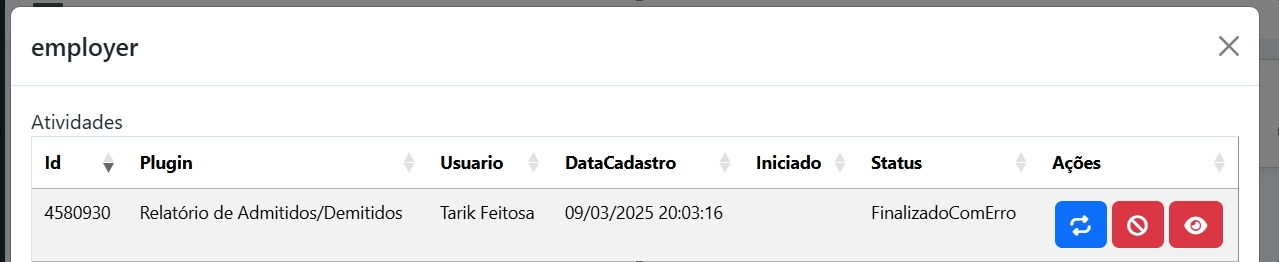 employer
Atividades
Id Plugin Usuario DataCadastro Iniciado Status Ações
4580930 Relatório de Admitidos/Demitidos Tarik Feitosa 09/03/2025 20:03:16 FinalizadoComErro